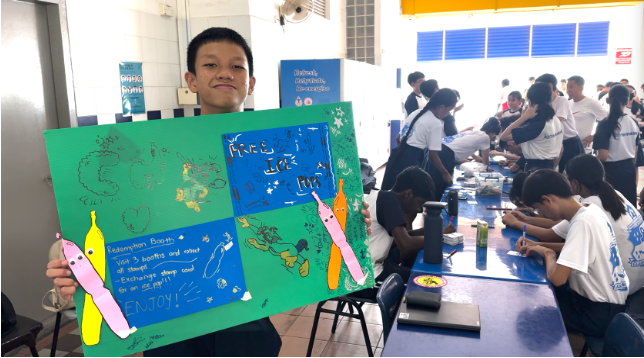 Refresh,
Rehydrate,
Re-energise
FREE
ICE
POPS
Redemption Booth:
- Visit 3 booths and collect
all stamps
- Exchange stamp card
for an ice pop!!!
ENJOY!